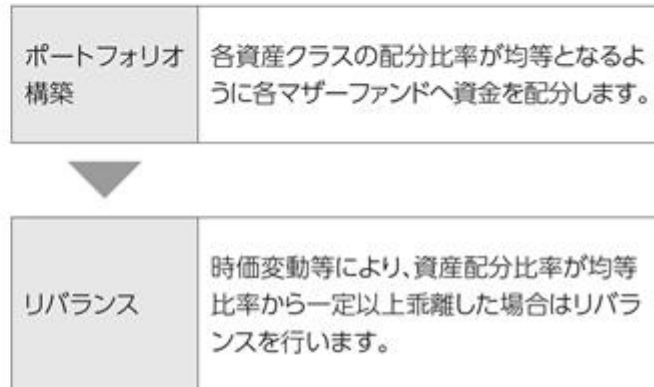 ポートフォリオ
構築
各資産クラスの配分比率が均等となるよ
うに各マザーファンドへ資金を配分します。
リバランス
時価変動等により、資産配分比率が均等
比率から一定以上乖離した場合はリバラ
ンスを行います。